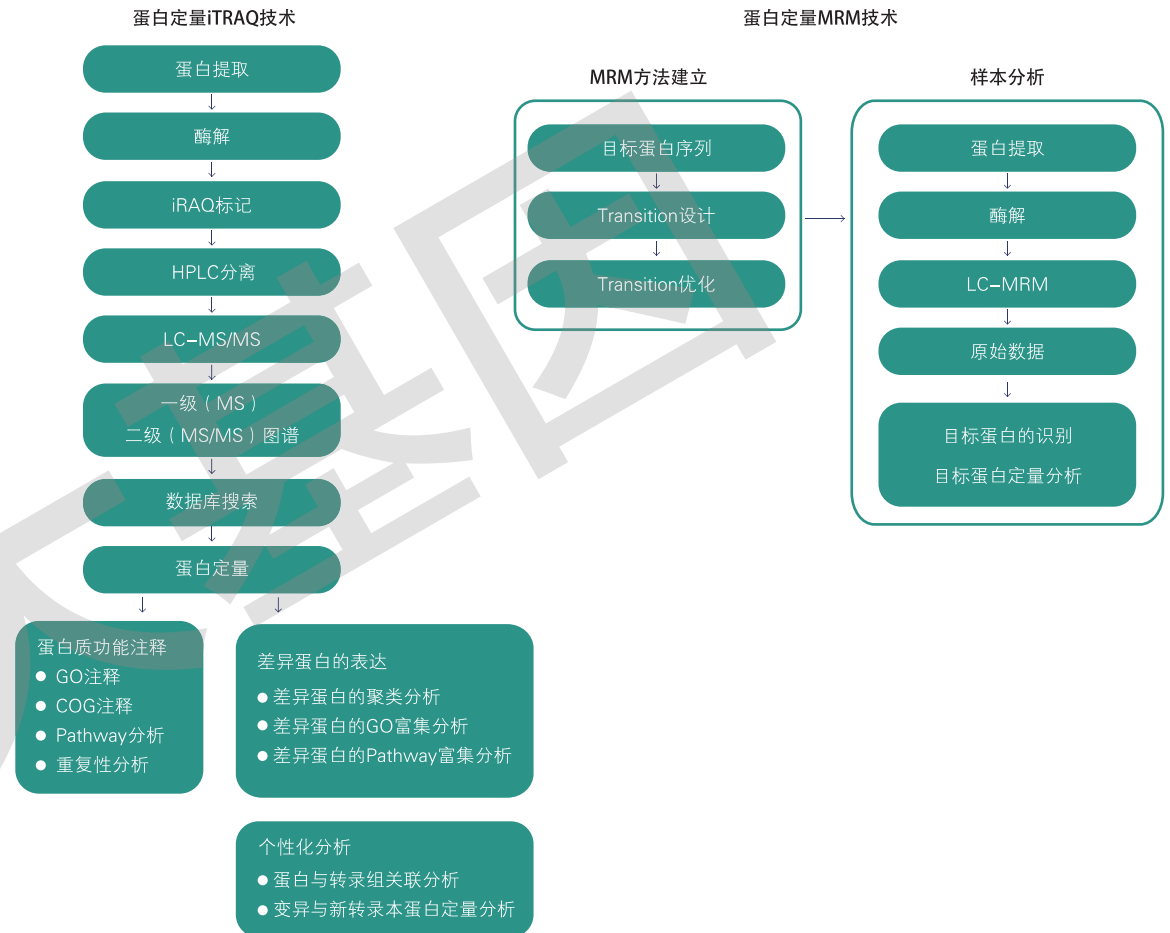 蛋白定量iTRAQ技术
蛋白提取
酶解
iRAQ标记
HPLC分离
LC-MS/MS
一级（MS）
二级（MS/MS）图谱
数据库搜索
蛋白定量
蛋白质功能注释
● GO注释
● COG注释
● Pathway分析
● 重复性分析
差异蛋白的表达
● 差异蛋白的聚类分析
● 差异蛋白的GO富集分析
● 差异蛋白的Pathway富集分析
个性化分析
● 蛋白与转录组关联分析
● 变异与新转录本蛋白定量分析
蛋白定量MRM技术
MRM方法建立
目标蛋白序列
Transition设计
Transition优化
样本分析
蛋白提取
酶解
LC-MRM
原始数据
目标蛋白的识别
目标蛋白定量分析
基因